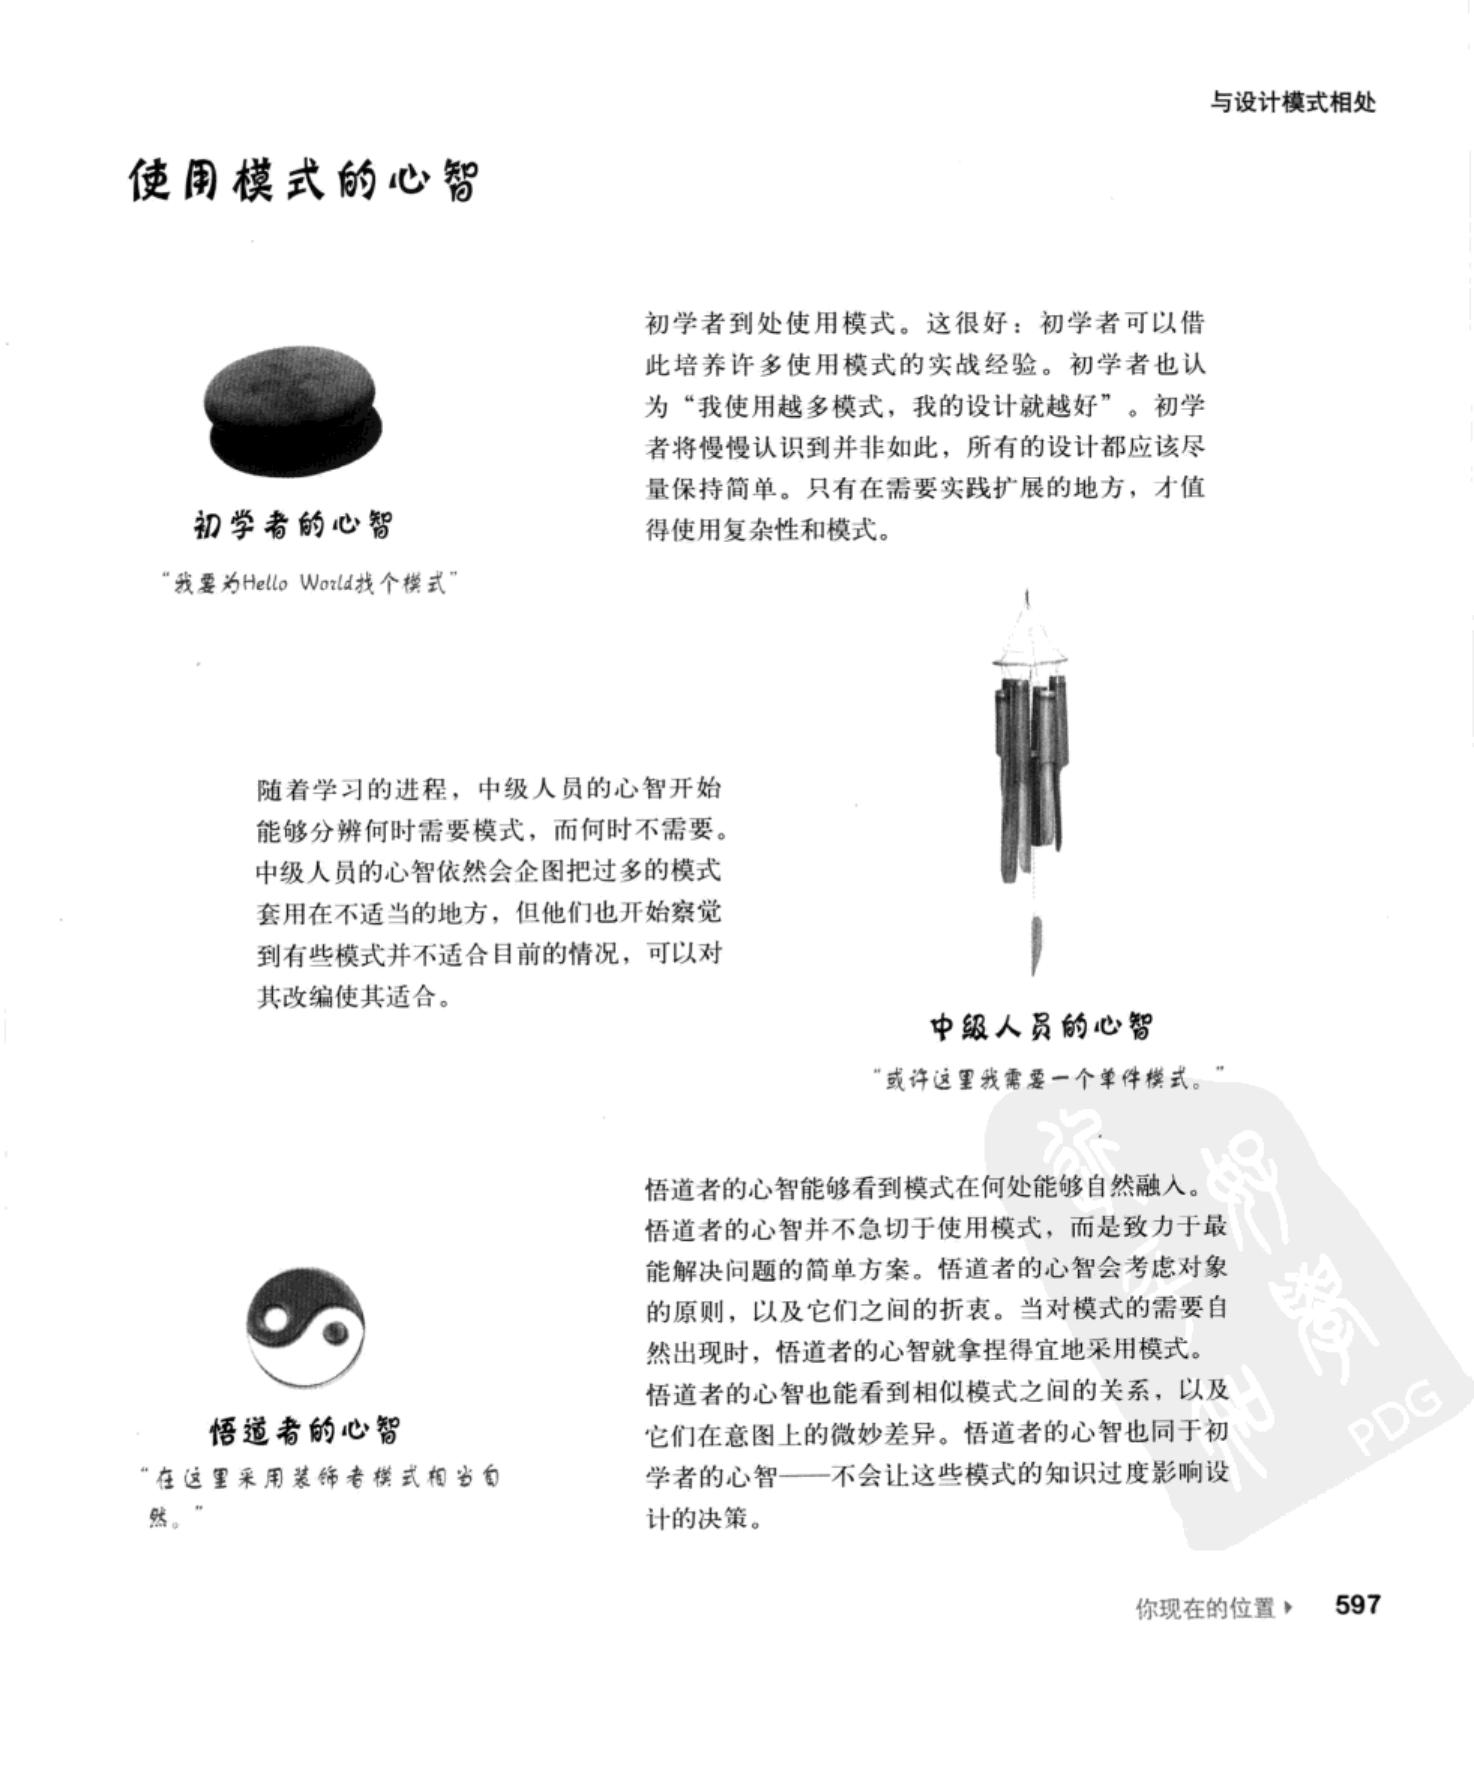 与设计模式相处
使用模式的心智
初学者到处使用模式。这很好：初学者可以借
此培养许多使用模式的实战经验。初学者也认
为“我使用越多模式，我的设计就越好”。初学
者将慢慢认识到并非如此，所有的设计都应该尽
量保持简单。只有在需要实践扩展的地方，才值
得使用复杂性和模式。
初学者的心智
“我要为Hello World找个模式”
随着学习的进程，中级人员的心智开始
能够分辨何时需要模式，而何时不需要。
中级人员的心智依然会企图把过多的模式
套用在不适当的地方，但他们也开始察觉
到有些模式并不适合目前的情况，可以对
其改编使其适合。
中级人员的心智
“或许这里我需要一个单件模式。”
悟道者的心智能够看到模式在何处能够自然融入。
悟道者的心智并不急切于使用模式，而是致力于最
能解决问题的简单方案。悟道者的心智会考虑对象
的原则，以及它们之间的折衷。当对模式的需要自
然出现时，悟道者的心智就拿捏得宜地采用模式。
悟道者的心智也能看到相似模式之间的关系，以及
它们在意图上的微妙差异。悟道者的心智也同于初
学者的心智——不会让这些模式的知识过度影响设
计的决策。
悟道者的心智
“在这里采用装饰者模式相当自
然。”
PDG
你现在的位置 597